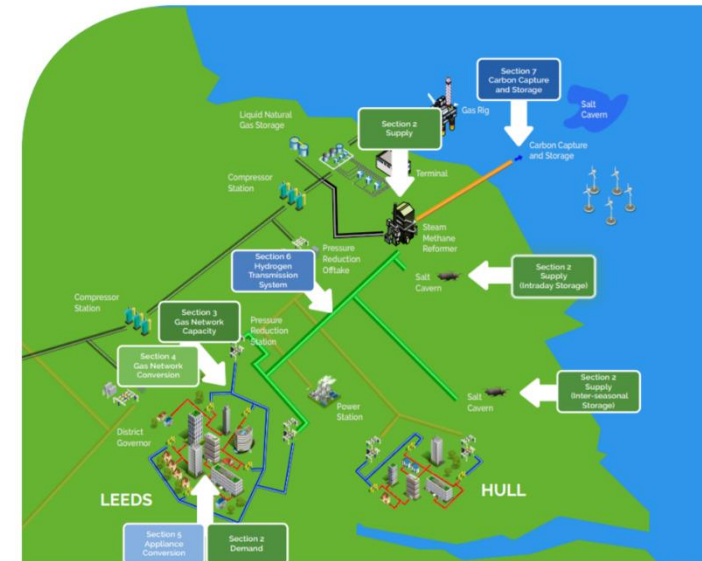 Section 7
Carbon Capture
and Storage
Gas Rig
Salt
Cavern
Liquid Natural
Gas Storage
Section 2
Supply
Carbon Capture
and Storage
Terminal
Compressor
Station
Steam
Methane
Reformer
Section 6
Hydrogen
Transmission
System
Pressure
Reduction
Offtake
Salt
Cavern
Section 2
Supply
(Intraday Storage)
Compressor
Station
Section 3
Gas Network
Capacity
Pressure
Reduction
Station
Section 4
Gas Network
Conversion
Power
Station
Salt
Cavern
Section 2
Supply
(Inter-seasonal
Storage)
District
Governor
LEEDS
HULL
Section 5
Appliance
Conversion
Section 2
Demand